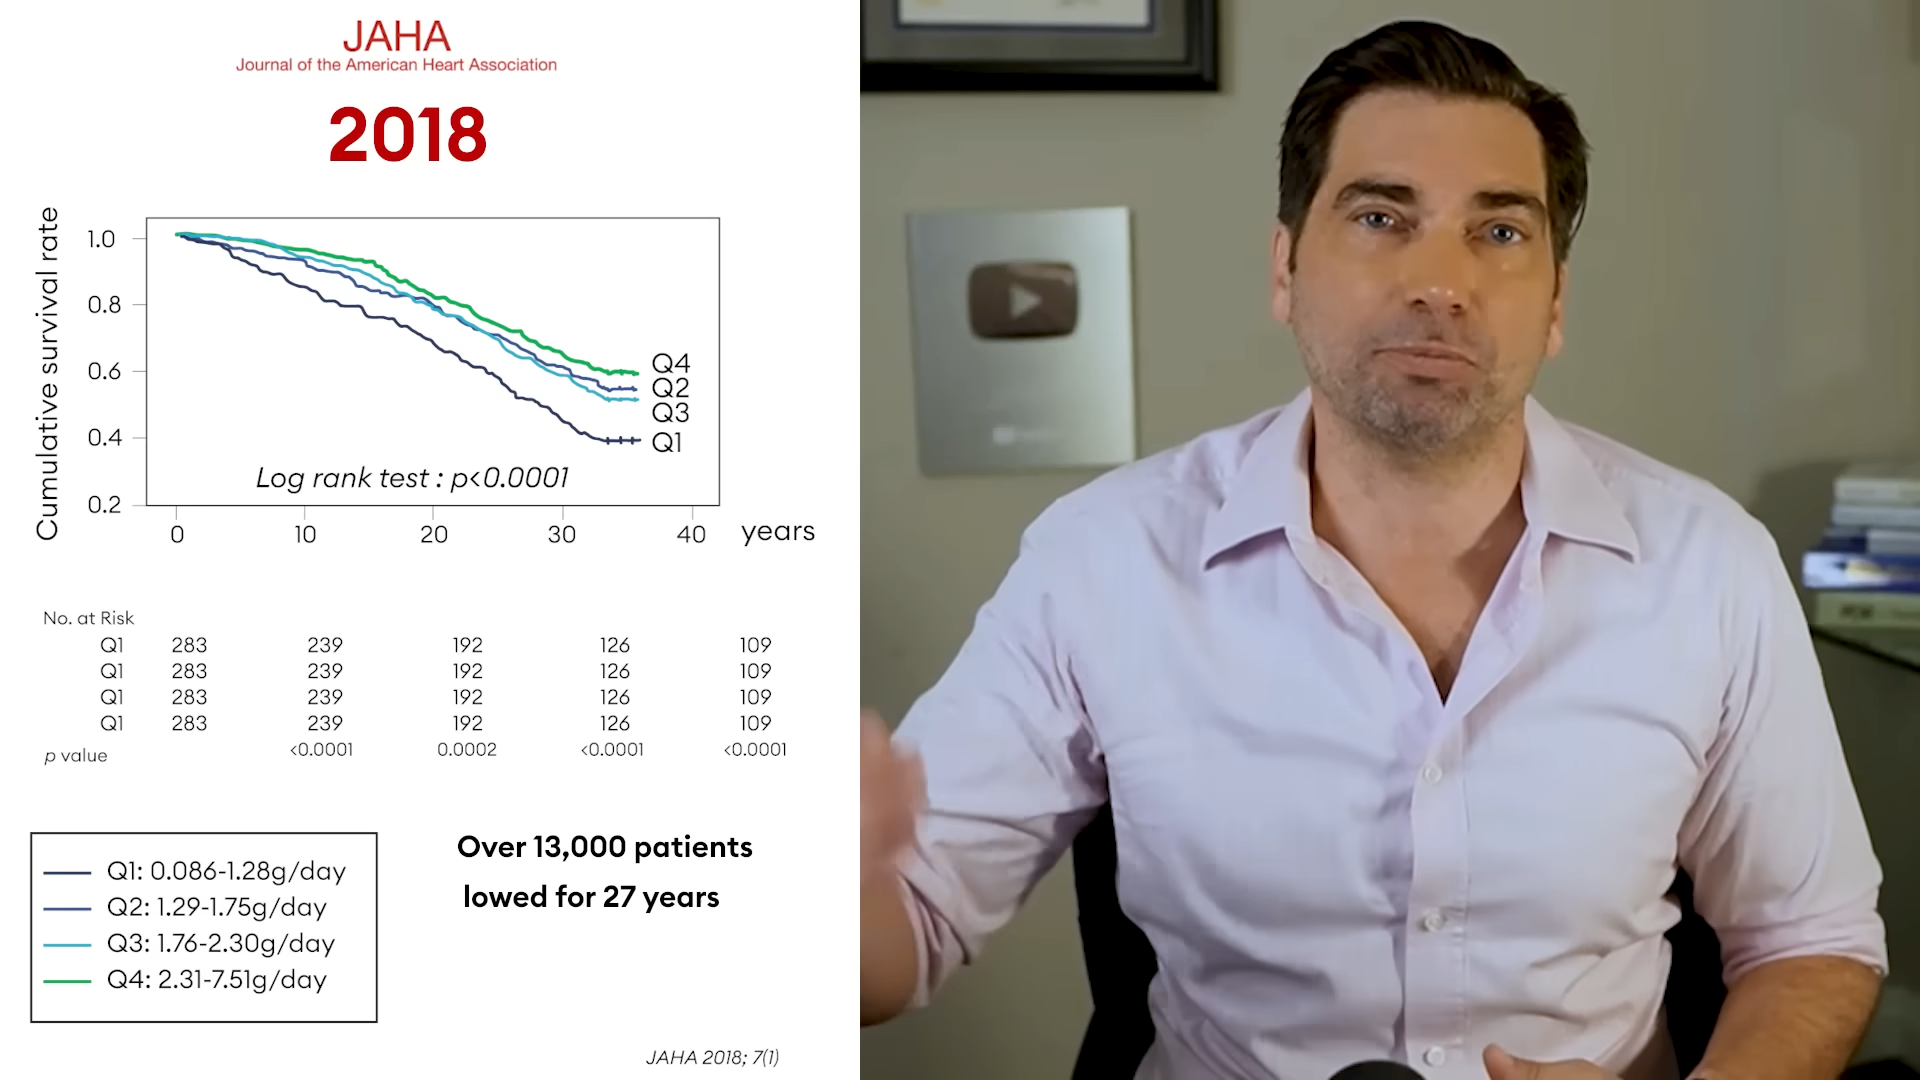 JAHA
Journal of the American Heart Association
2018
Cumulative survival rate
1.0
0.8
0.6
0.4
0.2
Q4
Q2
Q3
Q1
Log rank test : p<0.0001
0 10 20 30 40 years
No. at Risk
Q1 283 239 192 126 109
Q1 283 239 192 126 109
Q1 283 239 192 126 109
Q1 283 239 192 126 109
p value <0.0001 0.0002 <0.0001 <0.0001
Q1: 0.086-1.28g/day
Q2: 1.29-1.75g/day
Q3: 1.76-2.30g/day
Q4: 2.31-7.51g/day
Over 13,000 patients
lowed for 27 years
JAHA 2018; 7(1)